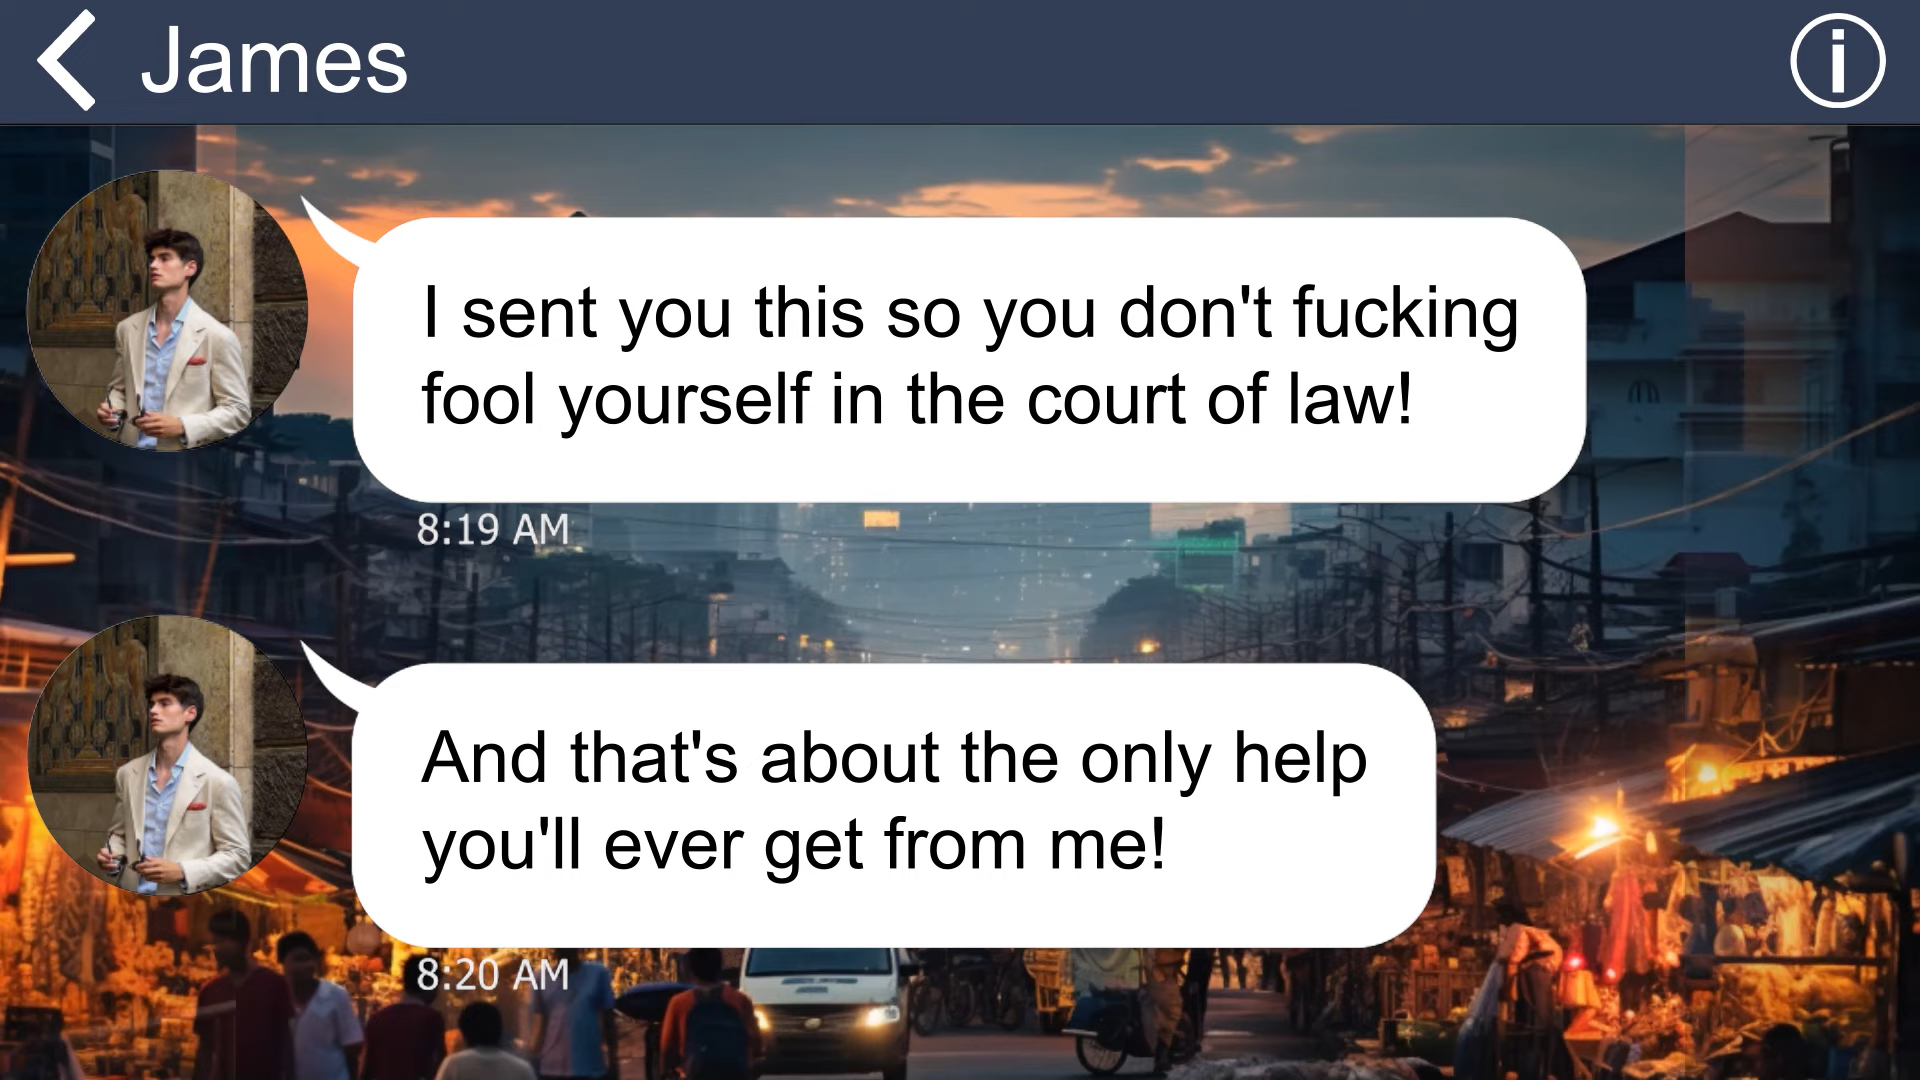 James
I sent you this so you don't fucking
fool yourself in the court of law!
8:19 AM
And that's about the only help
you'll ever get from me!
8:20 AM